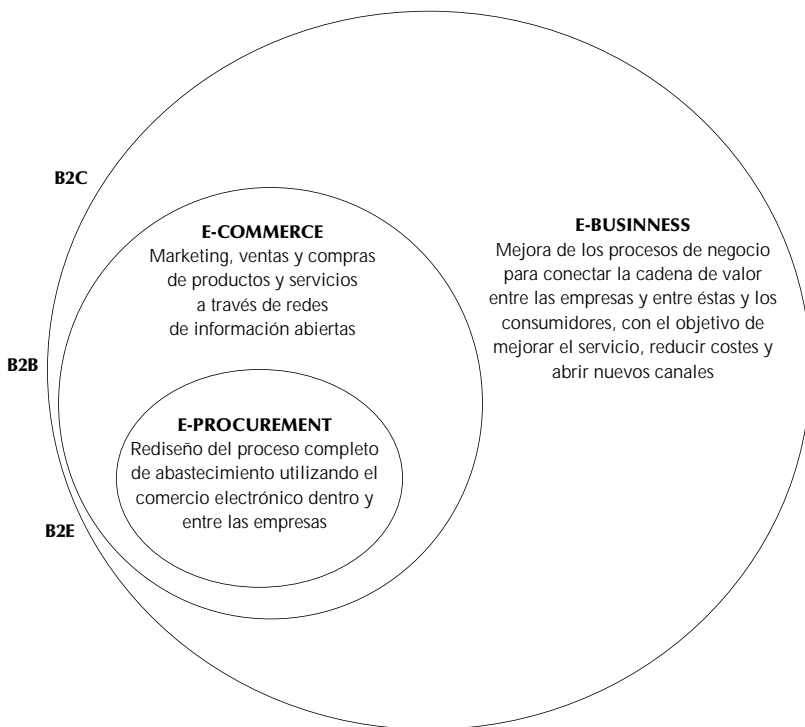 B2C
E-COMMERCE
Marketing, ventas y compras
de productos y servicios
a través de redes
de información abiertas
E-BUSINNESS
Mejora de los procesos de negocio
para conectar la cadena de valor
entre las empresas y entre éstas y los
consumidores, con el objetivo de
mejorar el servicio, reducir costes y
abrir nuevos canales
B2B
E-PROCUREMENT
Rediseño del proceso completo
de abastecimiento utilizando el
comercio electrónico dentro y
entre las empresas
B2E